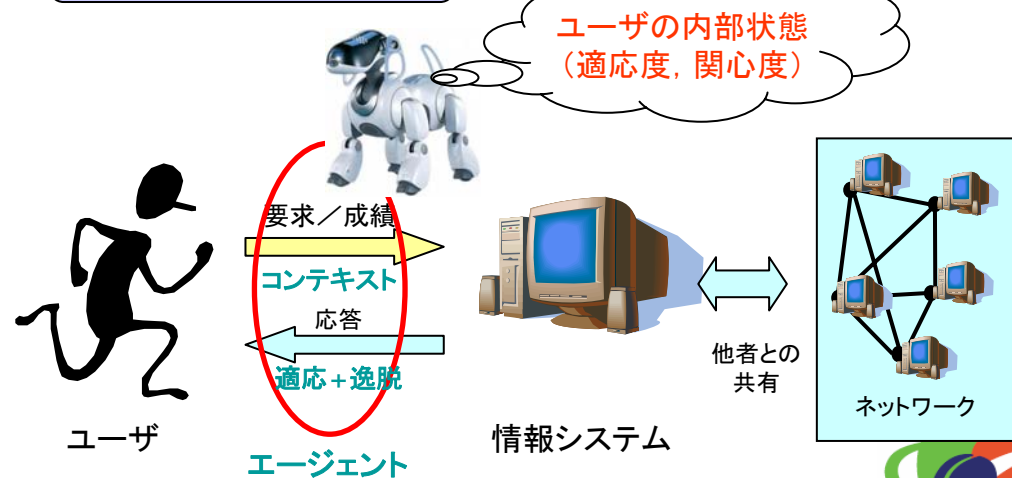 ユーザの内部状態
（適応度，関心度）
要求／成績
コンテキスト
応答
適応+逸脱
ユーザ
エージェント
情報システム
他者との
共有
ネットワーク